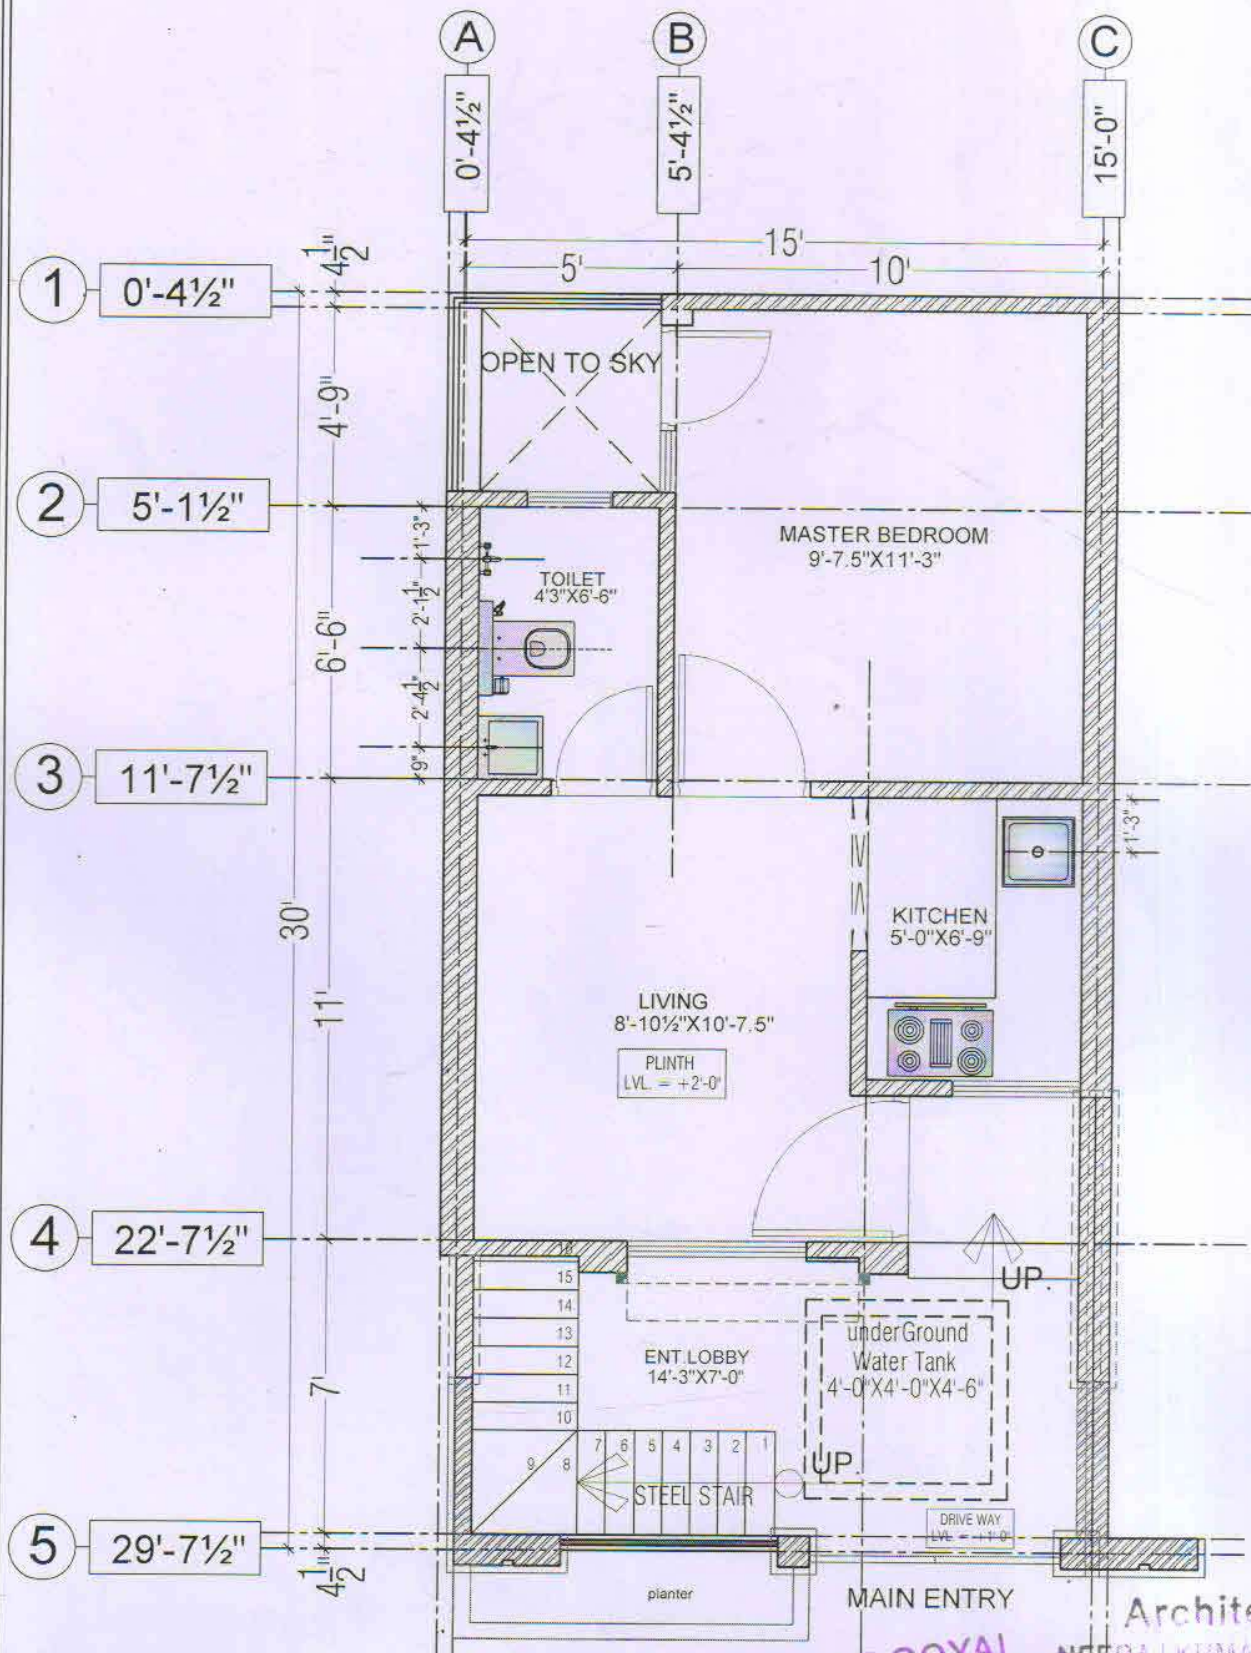 A
B
C
0'-4½"
5'-4½"
15'-0"
15'
5'
10'
4½"
1
0'-4½"
OPEN TO SKY
4'-9"
2
5'-1½"
1'-3"
MASTER BEDROOM
9'-7.5"X11'-3"
TOILET
4'3"X6'-6"
2'-1½"
6'-6"
2'-4½"
9"
3
11'-7½"
1'-3"
30'
KITCHEN
5'-0"X6'-9"
11'
LIVING
8'-10½"X10'-7.5"
PLINTH
LVL. = +2'-0"
4
22'-7½"
16
15
14
13
12
11
10
9
8
7
6
5
4
3
2
1
UP.
underGround
Water Tank
4'-0"X4'-0"X4'-6"
ENT.LOBBY
14'-3"X7'-0"
7'
UP.
STEEL STAIR
DRIVE WAY
LVL = +1'-0"
5
29'-7½"
4½"
planter
MAIN ENTRY
Archite
GOYAL